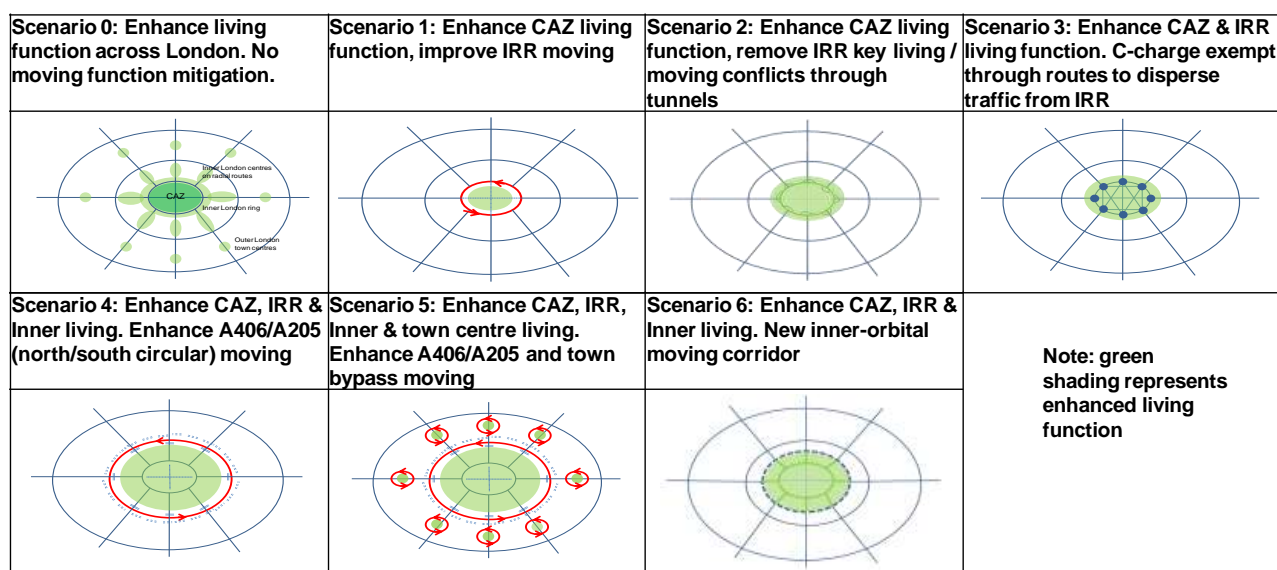 Scenario 0: Enhance living
function across London. No
moving function mitigation.
Scenario 1: Enhance CAZ living
function, improve IRR moving
Scenario 2: Enhance CAZ living
function, remove IRR key living /
moving conflicts through
tunnels
Scenario 3: Enhance CAZ & IRR
living function. C-charge exempt
through routes to disperse
traffic from IRR
Inner London centres
on radial routes
CAZ
Inner London ring
Outer London
town centres
Scenario 4: Enhance CAZ, IRR &
Inner living. Enhance A406/A205
(north/south circular) moving
Scenario 5: Enhance CAZ, IRR,
Inner & town centre living.
Enhance A406/A205 and town
bypass moving
Scenario 6: Enhance CAZ, IRR &
Inner living. New inner-orbital
moving corridor
Note: green
shading represents
enhanced living
function